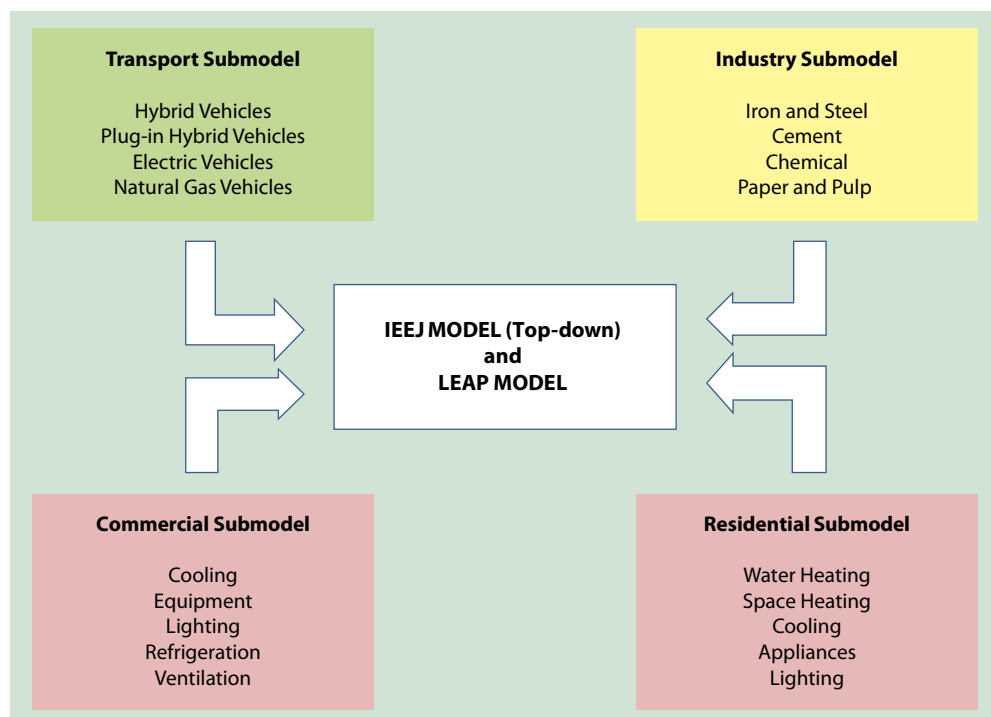 Transport Submodel
Hybrid Vehicles
Plug-in Hybrid Vehicles
Electric Vehicles
Natural Gas Vehicles
Industry Submodel
Iron and Steel
Cement
Chemical
Paper and Pulp
IEEJ MODEL (Top-down)
and
LEAP MODEL
Commercial Submodel
Cooling
Equipment
Lighting
Refrigeration
Ventilation
Residential Submodel
Water Heating
Space Heating
Cooling
Appliances
Lighting